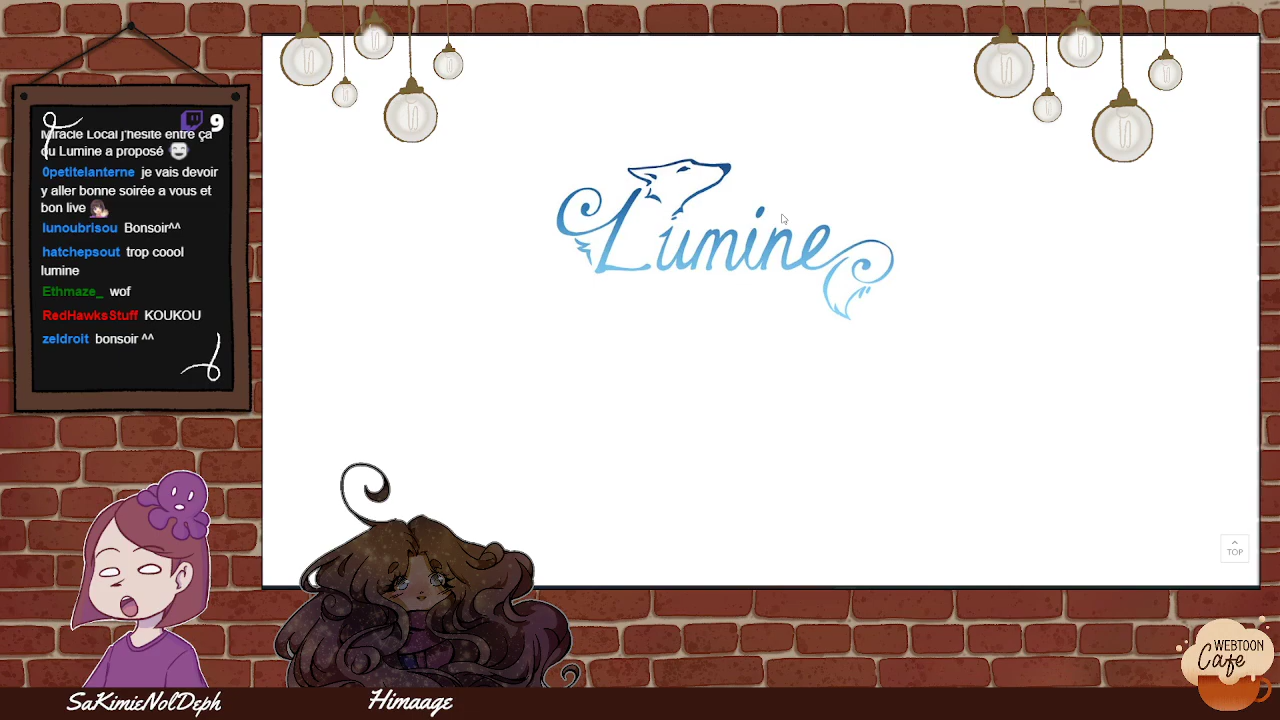 9
Miracle Local j'hésite entre ça
ou Lumine a proposé
0petitelanterne je vais devoir
y aller bonne soirée a vous et
bon live
lunoubrisou Bonsoir^^
hatchepsout trop coool
lumine
Ethmaze_ wof
RedHawksStuff KOUKOU
zeldroit bonsoir ^^
Lumine
TOP
WEBTOON
Cafe
SaKimieNolDeph
Himaage